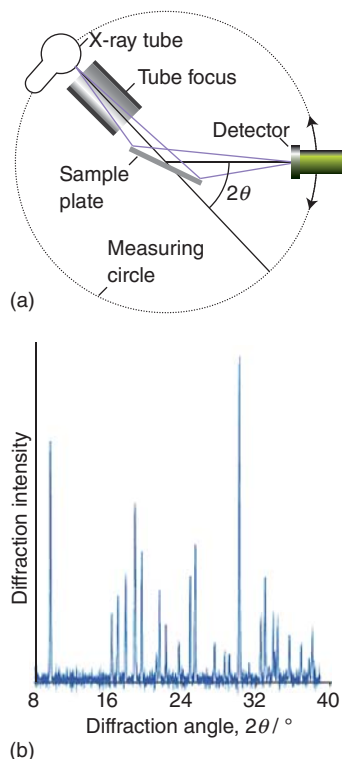 X-ray tube
Tube focus
Detector
Sample
plate
2θ
Measuring
circle
(a)
Diffraction intensity
8 16 24 32 40
Diffraction angle, 2θ / °
(b)